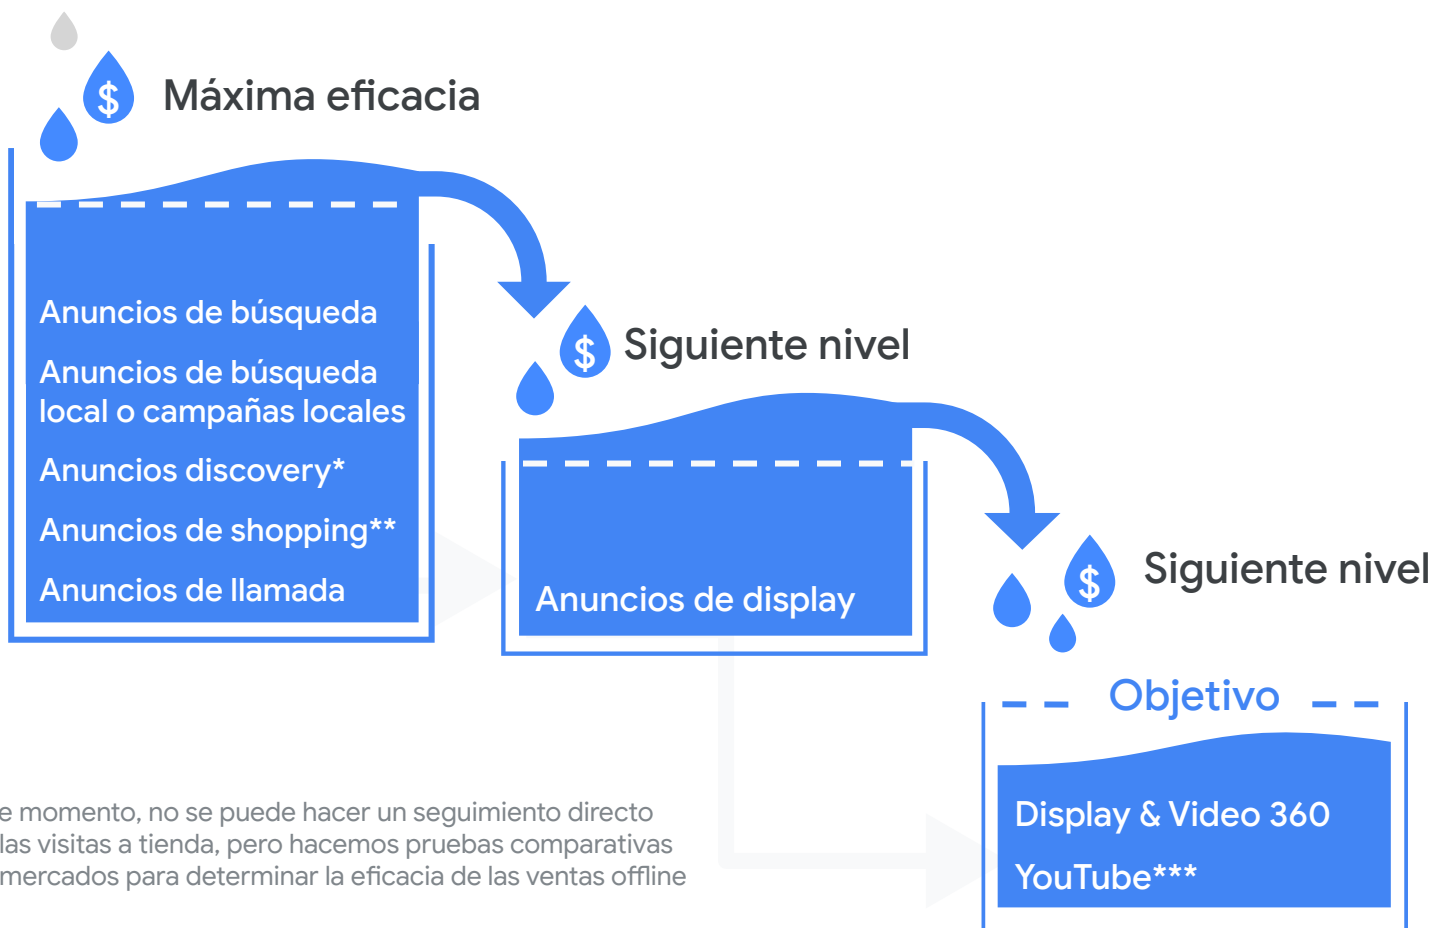 $
Máxima eficacia
Anuncios de búsqueda
Anuncios de búsqueda
local o campañas locales
Anuncios discovery*
Anuncios de shopping**
Anuncios de llamada
$
Siguiente nivel
Anuncios de display
$
Siguiente nivel
Objetivo
Display & Video 360
YouTube***
e momento, no se puede hacer un seguimiento directo
las visitas a tienda, pero hacemos pruebas comparativas
mercados para determinar la eficacia de las ventas offline